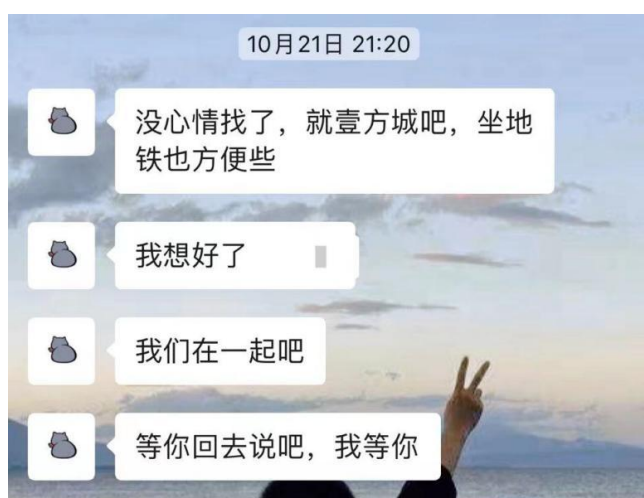 10月21日 21:20
没心情找了，就壹方城吧，坐地
铁也方便些
我想好了
我们在一起吧
等你回去说吧，我等你